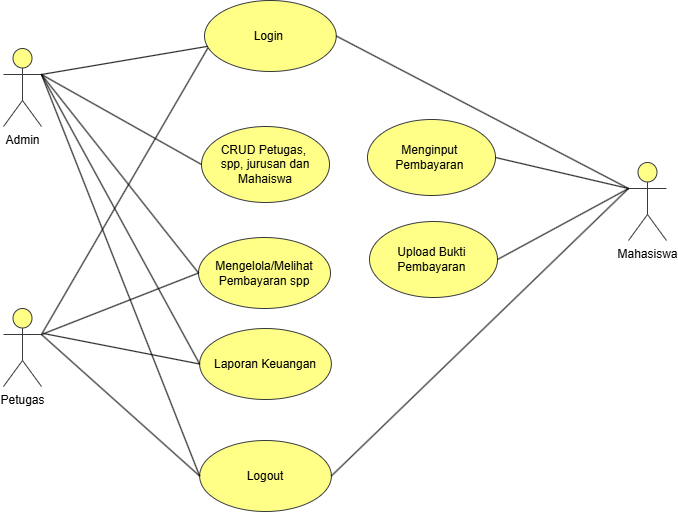 Login
Admin
CRUD Petugas,
spp, jurusan dan
Mahaiswa
Menginput
Pembayaran
Mahasiswa
Upload Bukti
Pembayaran
Mengelola/Melihat
Pembayaran spp
Petugas
Laporan Keuangan
Logout